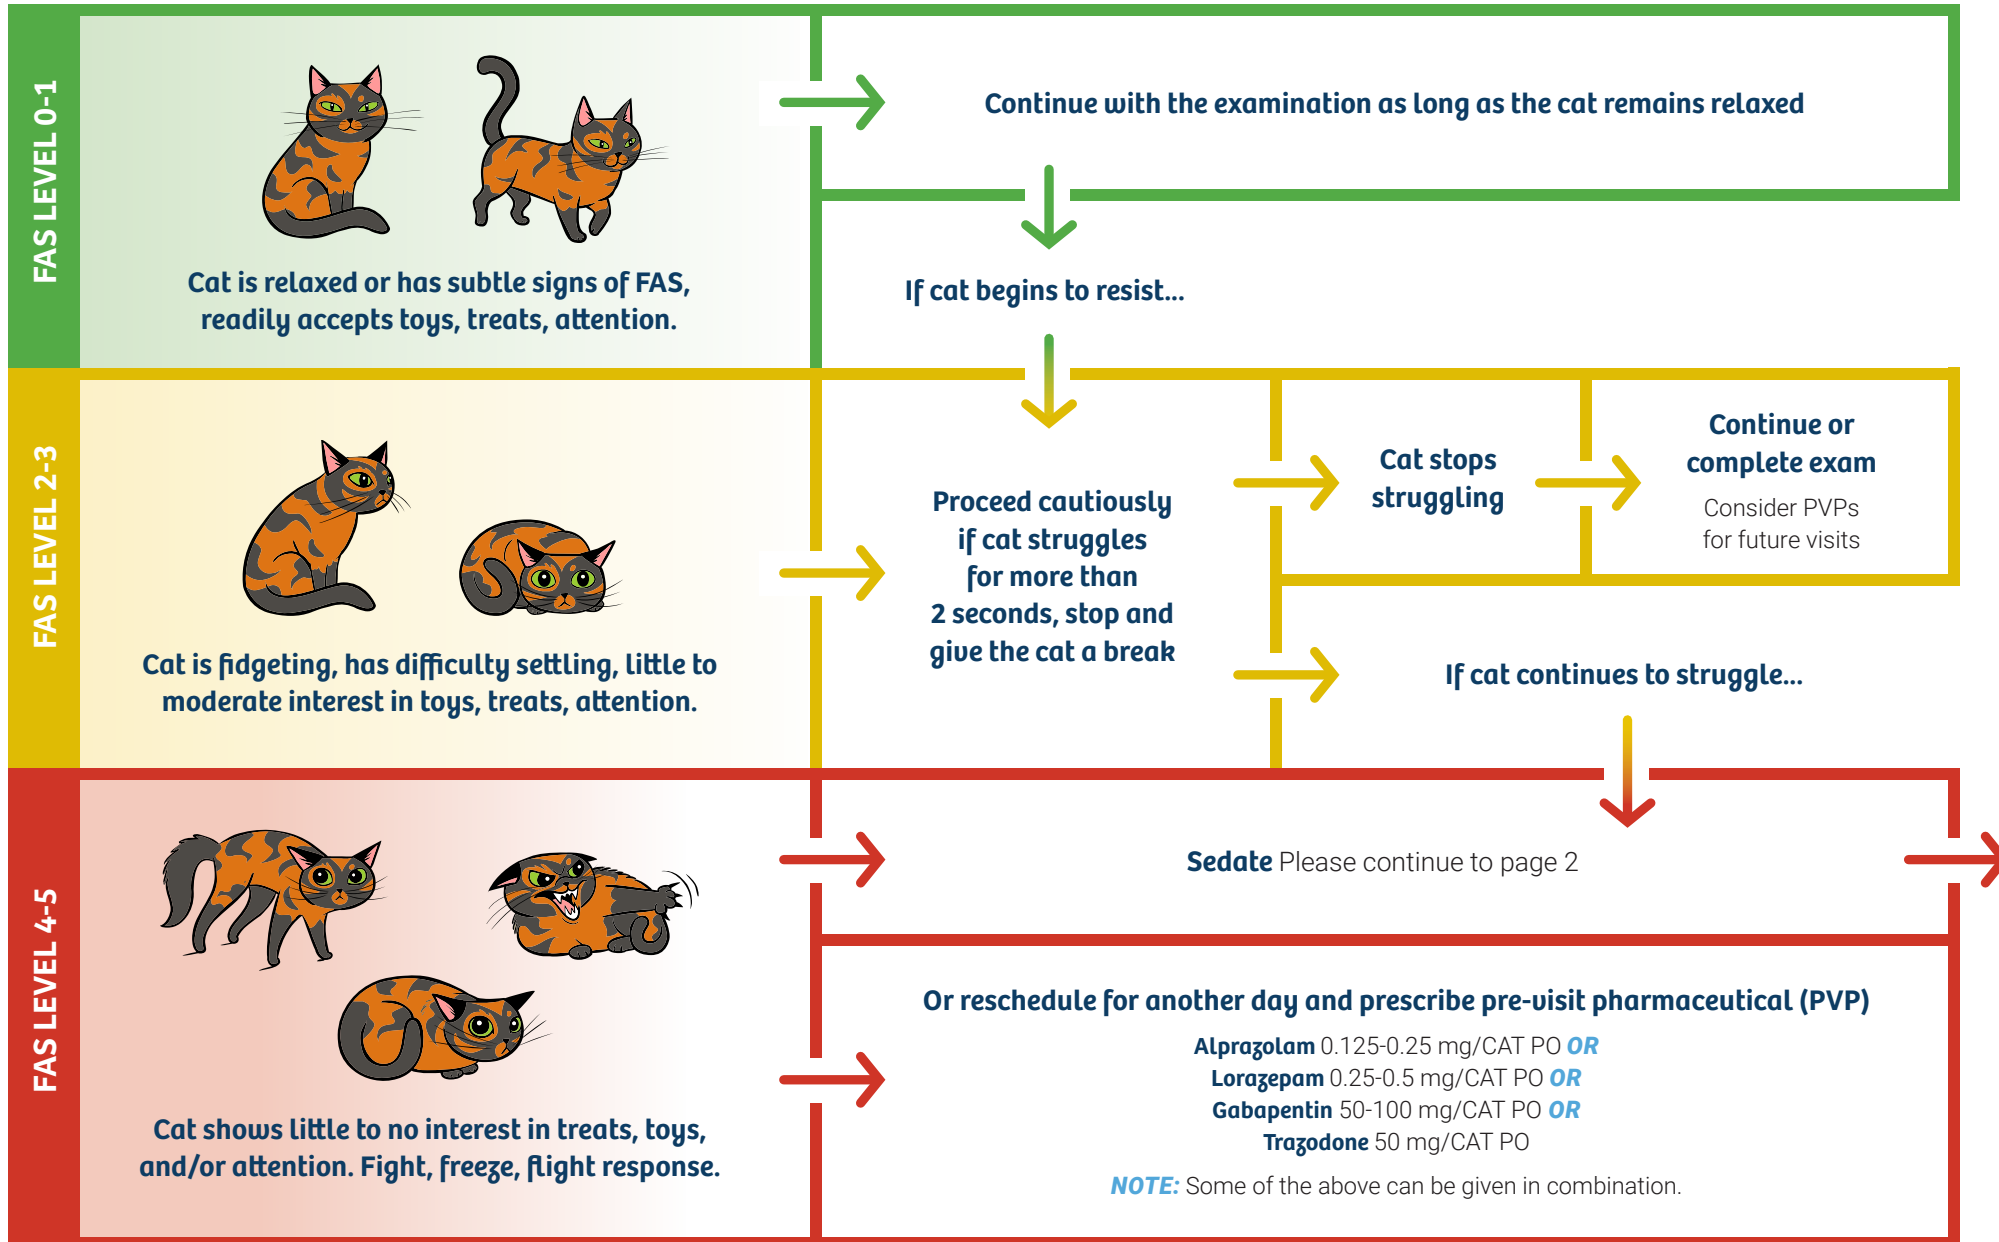 FAS LEVEL 0-1
Cat is relaxed or has subtle signs of FAS,
readily accepts toys, treats, attention.
Continue with the examination as long as the cat remains relaxed
If cat begins to resist...
FAS LEVEL 2-3
Cat is fidgeting, has difficulty settling, little to
moderate interest in toys, treats, attention.
Proceed cautiously
if cat struggles
for more than
2 seconds, stop and
give the cat a break
Cat stops
struggling
Continue or
complete exam
Consider PVPs
for future visits
If cat continues to struggle...
FAS LEVEL 4-5
Cat shows little to no interest in treats, toys,
and/or attention. Fight, freeze, flight response.
Sedate Please continue to page 2
Or reschedule for another day and prescribe pre-visit pharmaceutical (PVP)
Alprazolam 0.125-0.25 mg/CAT PO OR
Lorazepam 0.25-0.5 mg/CAT PO OR
Gabapentin 50-100 mg/CAT PO OR
Trazodone 50 mg/CAT PO
NOTE: Some of the above can be given in combination.